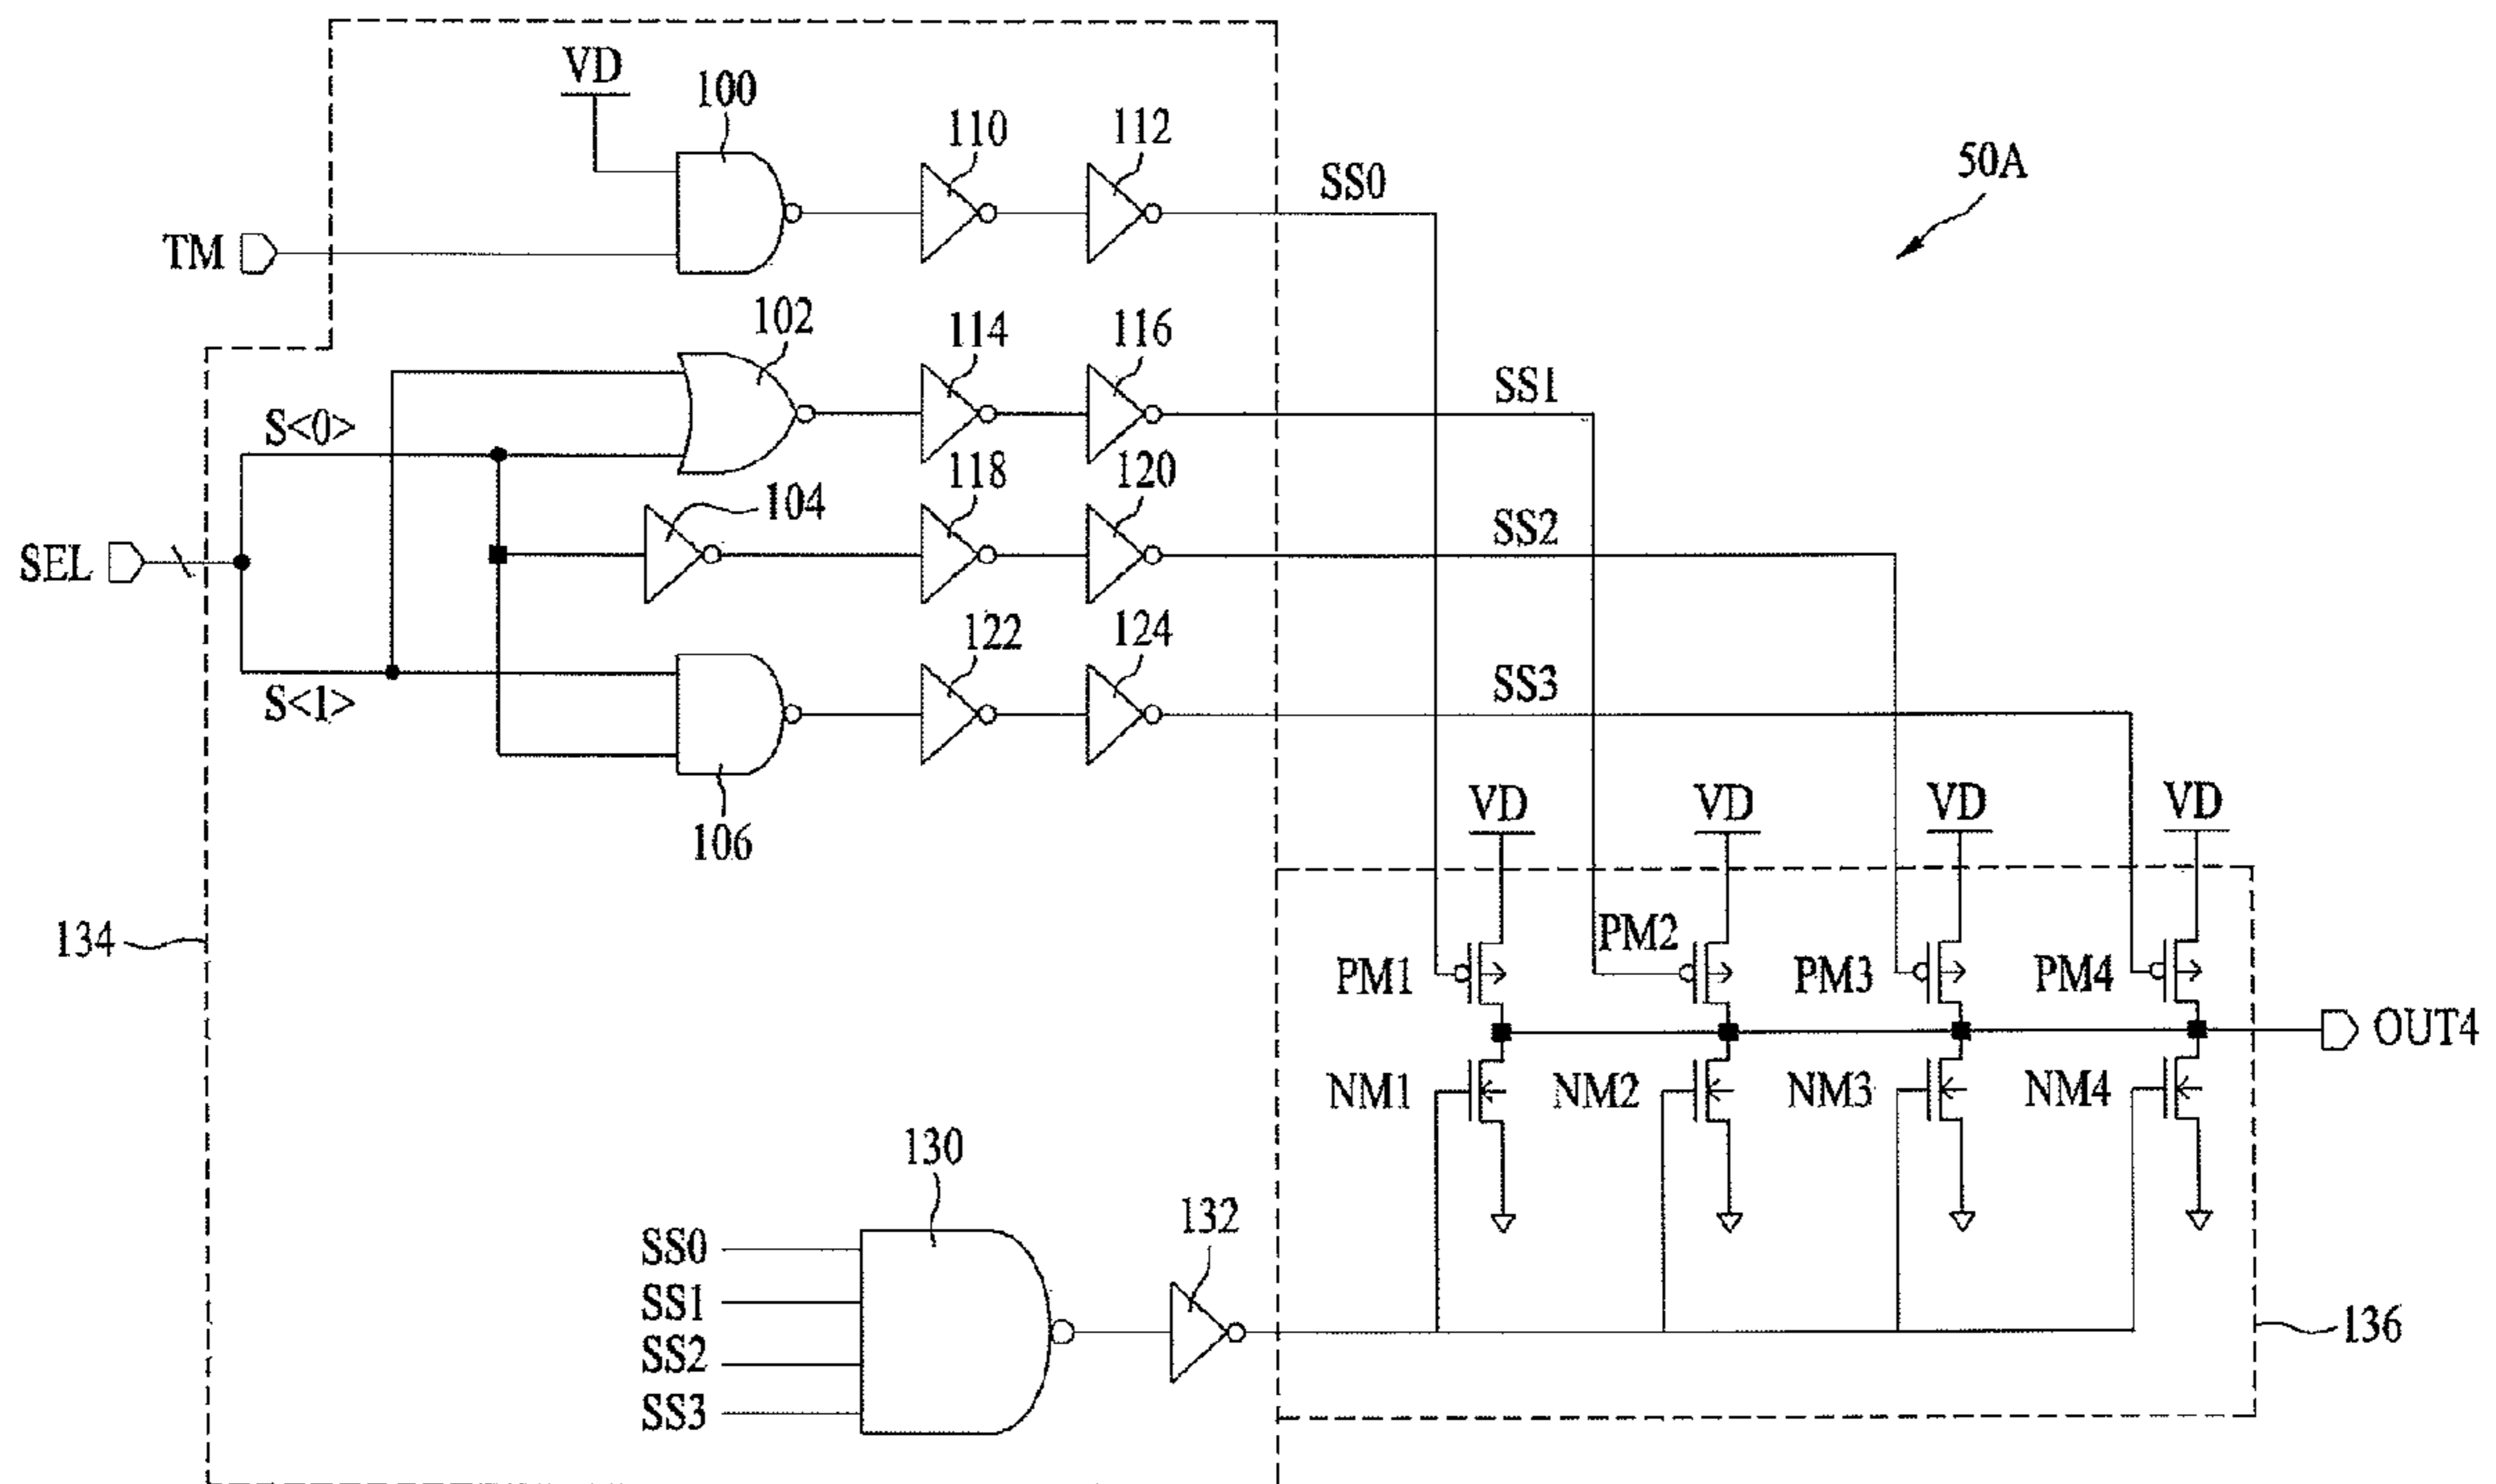 VD
100
110
112
SS0
50A
TM
102
114
116
SS1
S<0>
104
118
120
SS2
SEL
S<1>
122
124
SS3
106
VD
VD
VD
VD
134
PM1
PM2
PM3
PM4
OUT4
NM1
NM2
NM3
NM4
130
132
SS0
SS1
SS2
SS3
136